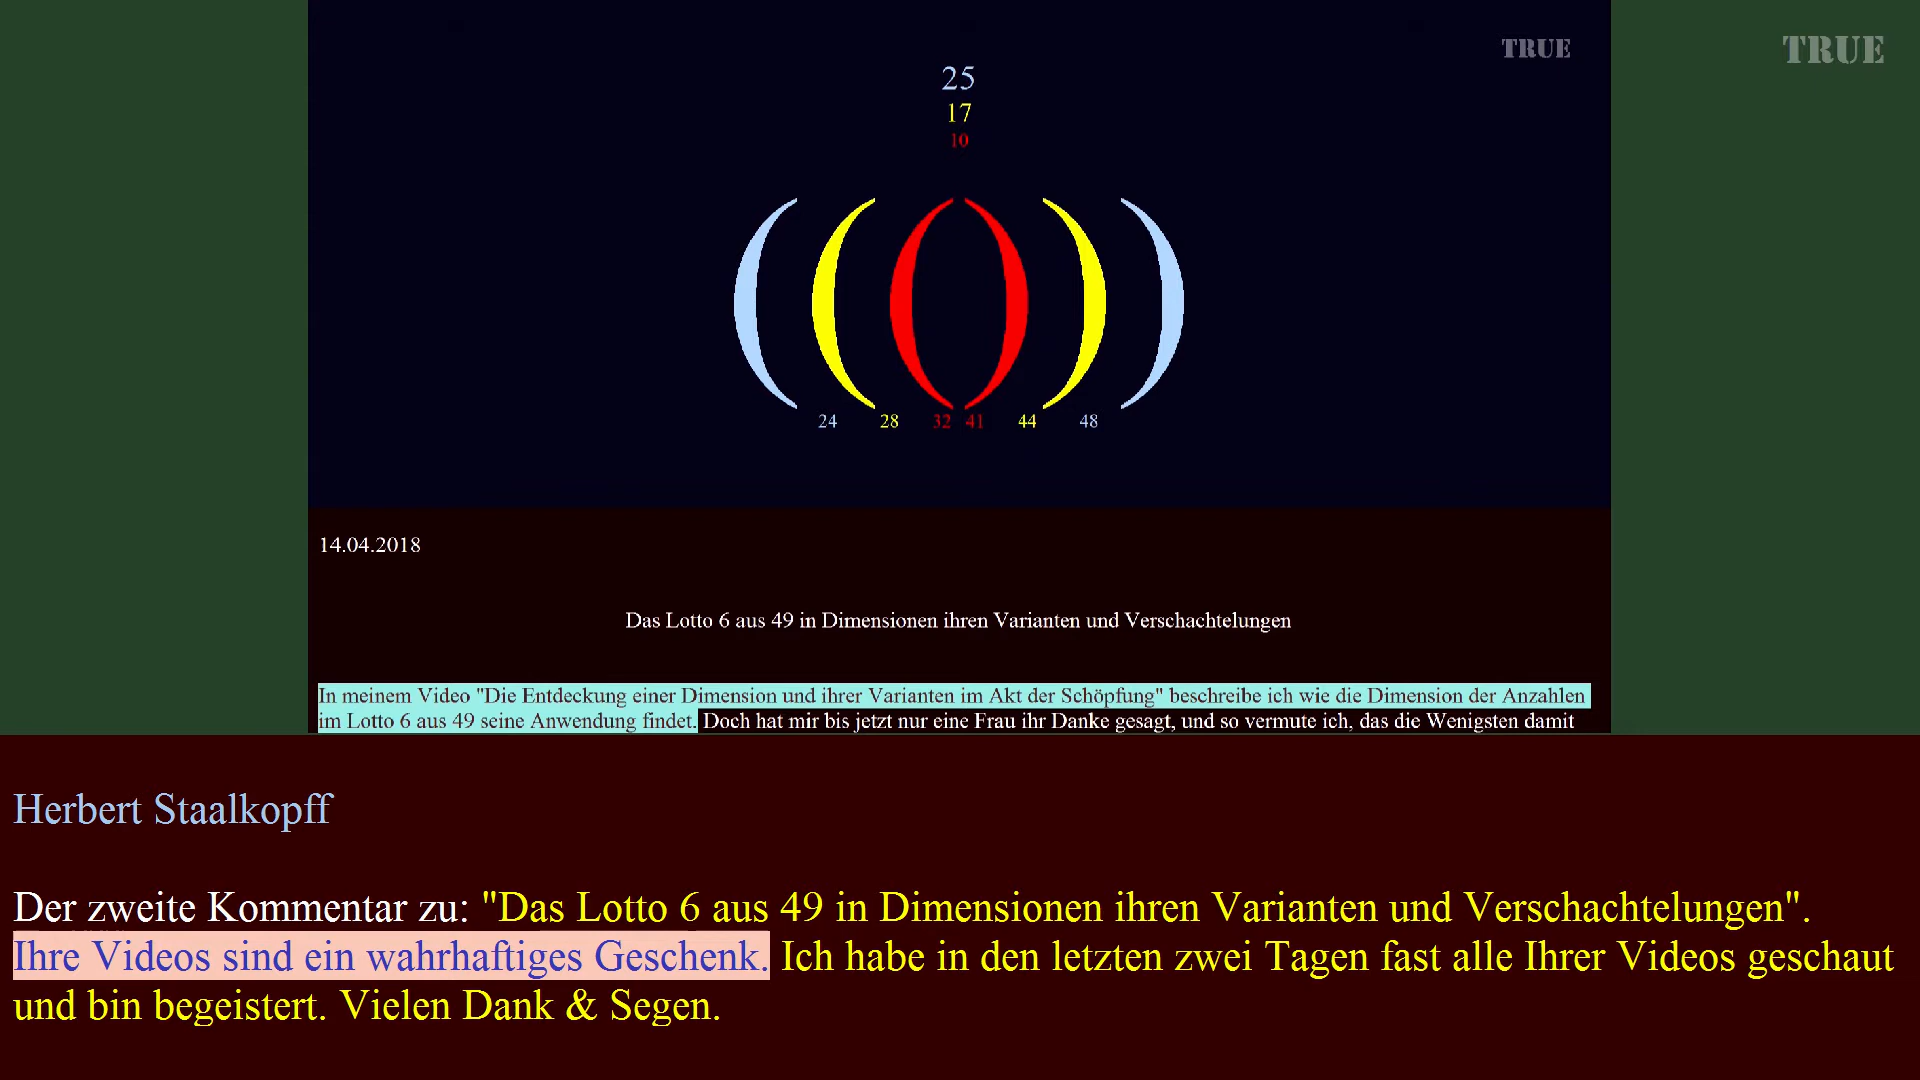 TRUE
TRUE
25
17
10
24 28 32 41 44 48
14.04.2018
Das Lotto 6 aus 49 in Dimensionen ihren Varianten und Verschachtelungen
In meinem Video "Die Entdeckung einer Dimension und ihrer Varianten im Akt der Schöpfung" beschreibe ich wie die Dimension der Anzahlen
im Lotto 6 aus 49 seine Anwendung findet. Doch hat mir bis jetzt nur eine Frau ihr Danke gesagt, und so vermute ich, das die Wenigsten damit
Herbert Staalkopff
Der zweite Kommentar zu: "Das Lotto 6 aus 49 in Dimensionen ihren Varianten und Verschachtelungen".
Ihre Videos sind ein wahrhaftiges Geschenk. Ich habe in den letzten zwei Tagen fast alle Ihrer Videos geschaut
und bin begeistert. Vielen Dank & Segen.